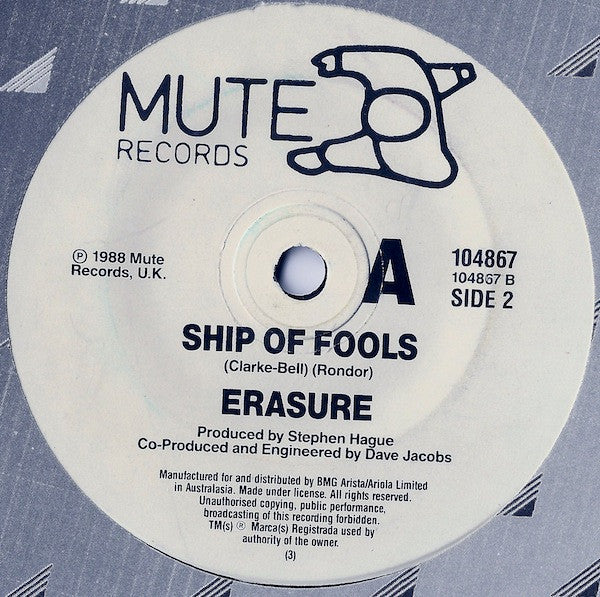 MUTE
RECORDS
℗ 1988 Mute
Records, U.K.
A
104867
104867 B
SIDE 2
SHIP OF FOOLS
(Clarke-Bell) (Rondor)
ERASURE
Produced by Stephen Hague
Co-Produced and Engineered by Dave Jacobs
Manufactured for and distributed by BMG Arista/Ariola Limited
in Australasia. Made under license. All rights reserved.
Unauthorised copying, public performance,
broadcasting of this recording forbidden.
TM(s) ® Marca(s) Registrada used by
authority of the owner.
(3)